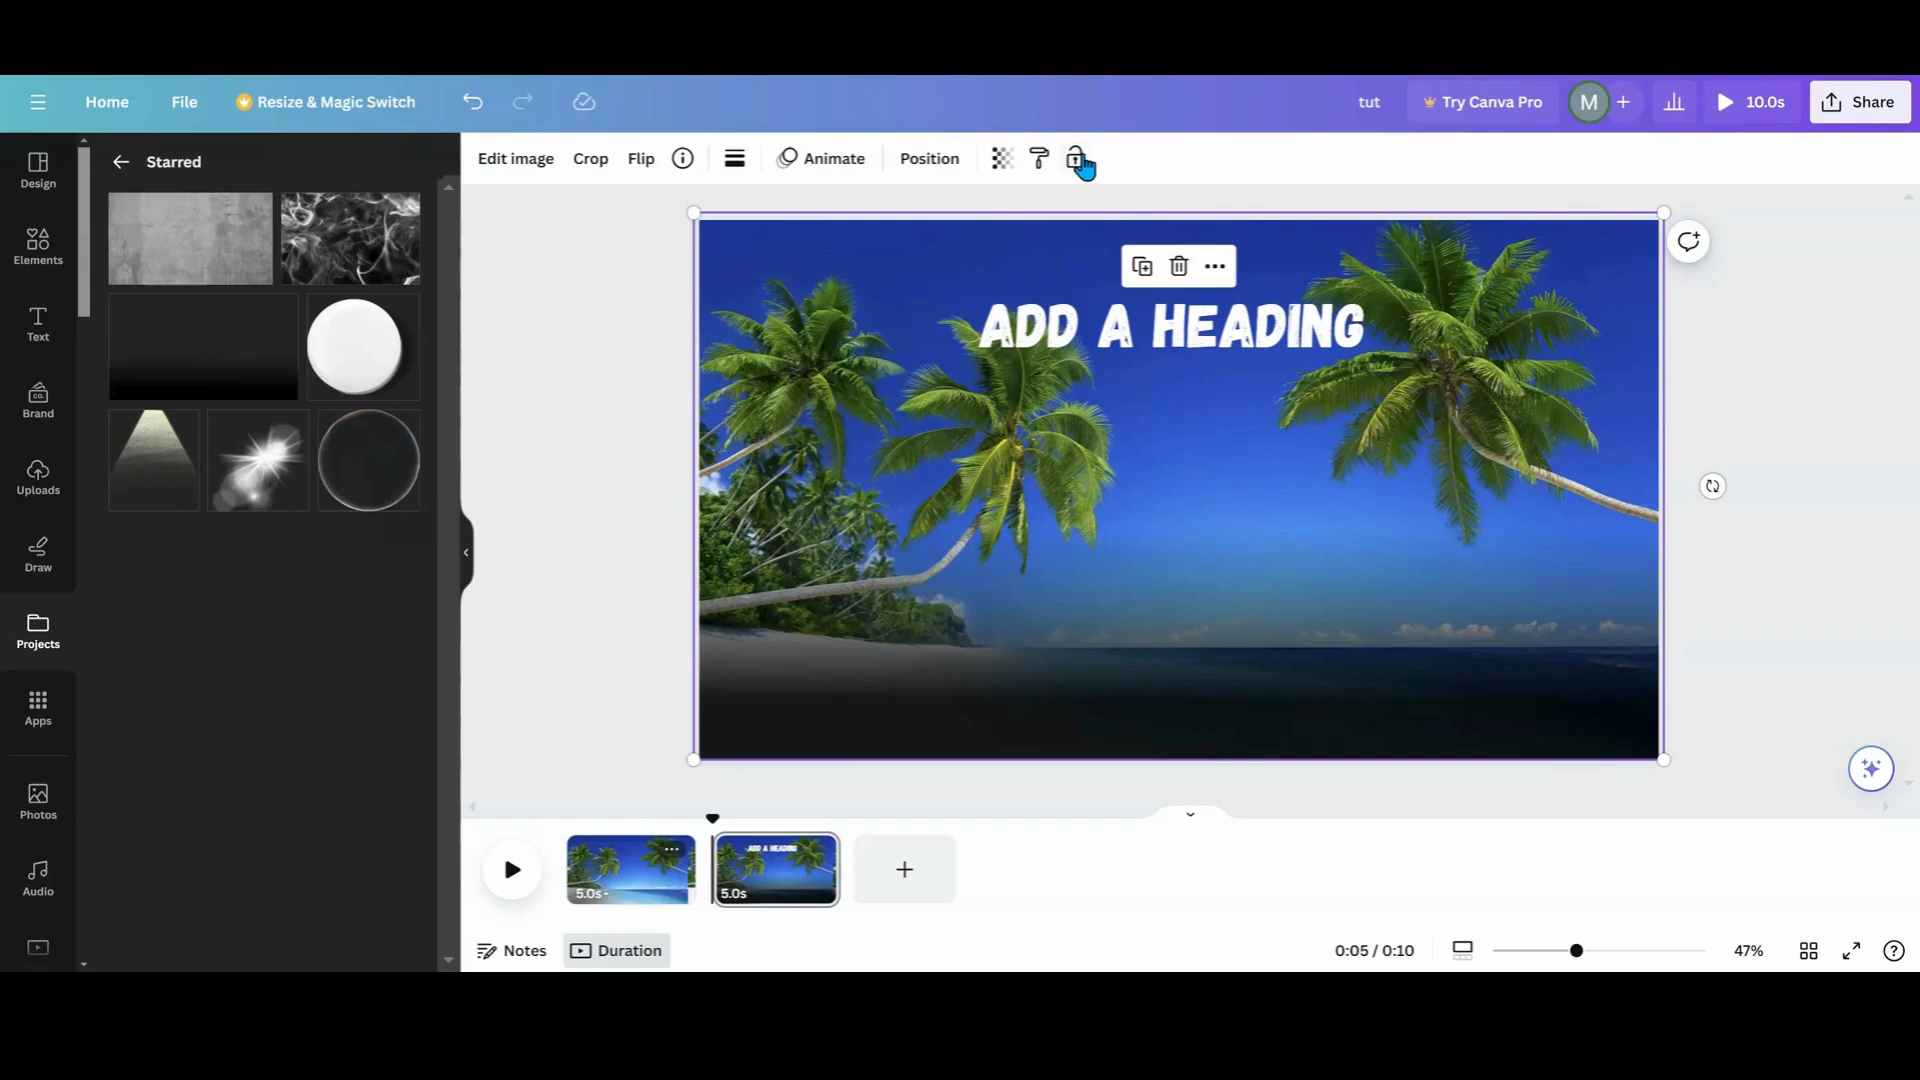 Home File Resize & Magic Switch tut Try Canva Pro M 10.0s Share
Design
Elements
Text
Brand
Uploads
Draw
Projects
Apps
Photos
Audio
Starred
Edit image Crop Flip Animate Position
ADD A HEADING
5.0s
ADD A HEADING
5.0s
Notes Duration 0:05 / 0:10 47%